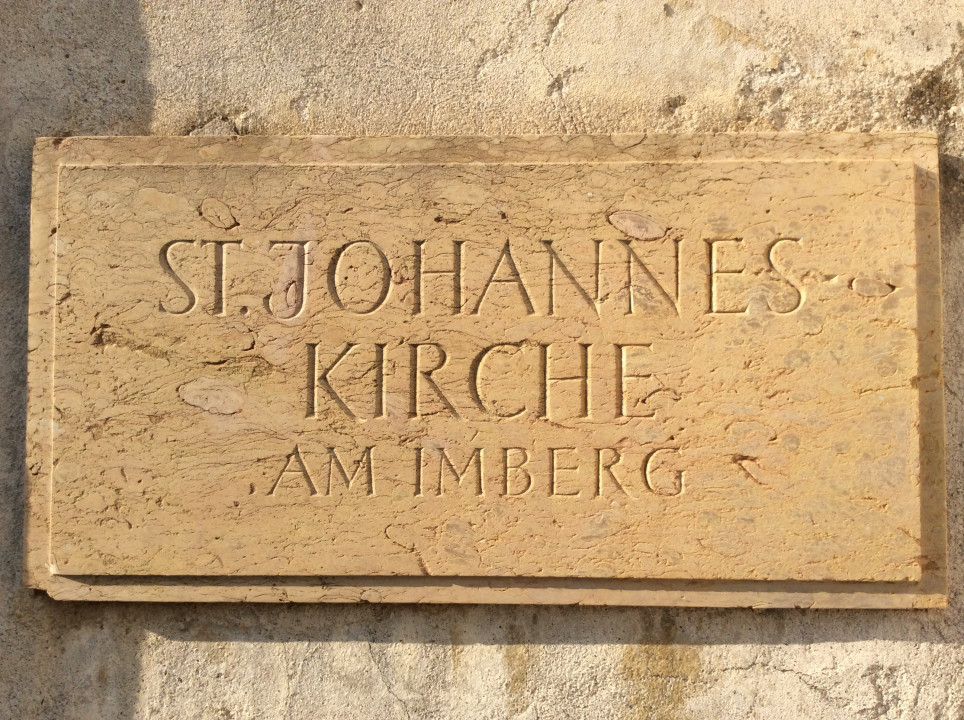 ST. JOHANNES
KIRCHE
AM IMBERG